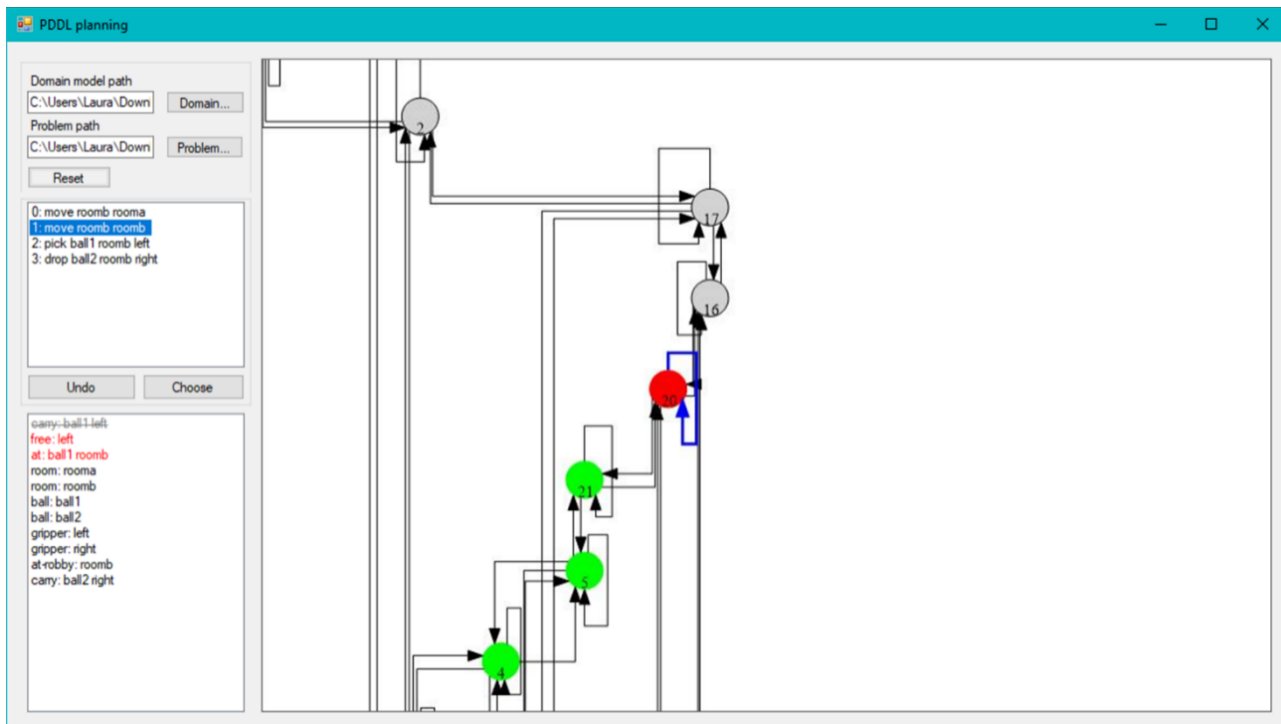 PDDL planning
Domain model path
C:\Users\Laura\Down
Domain...
Problem path
C:\Users\Laura\Down
Problem...
Reset
0: move roomb rooma
1: move roomb roomb
2: pick ball1 roomb left
3: drop ball2 roomb right
Undo
Choose
carry: ball1 left
free: left
at: ball1 roomb
room: rooma
room: roomb
ball: ball1
ball: ball2
gripper: left
gripper: right
at-robby: roomb
carry: ball2 right
2
17
16
20
21
5
4